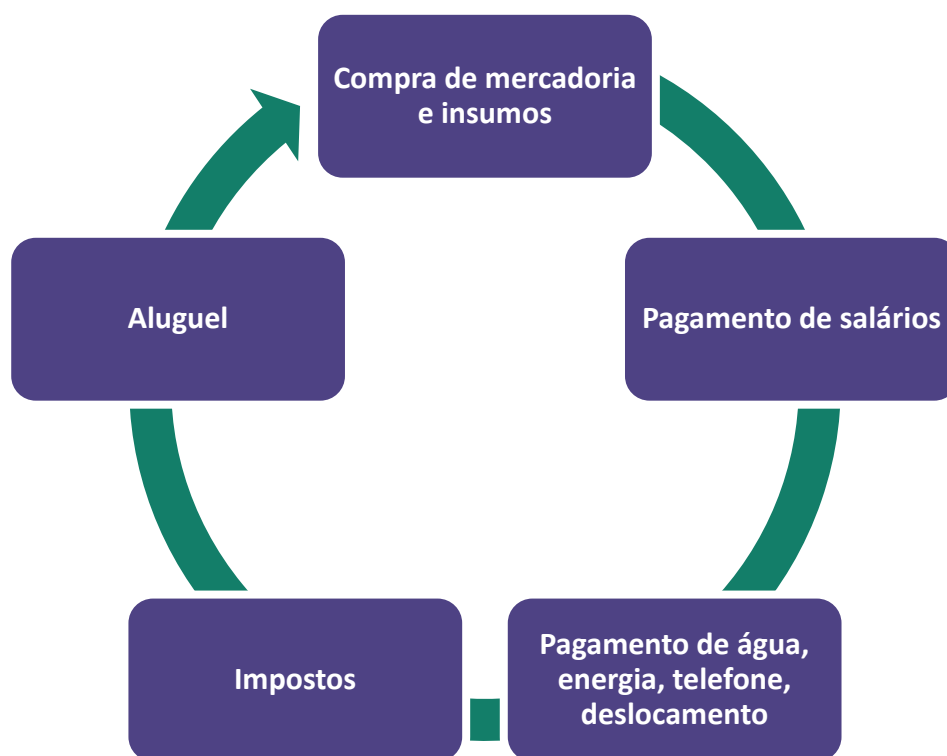 Compra de mercadoria
e insumos
Aluguel
Pagamento de salários
Impostos
Pagamento de água,
energia, telefone,
deslocamento